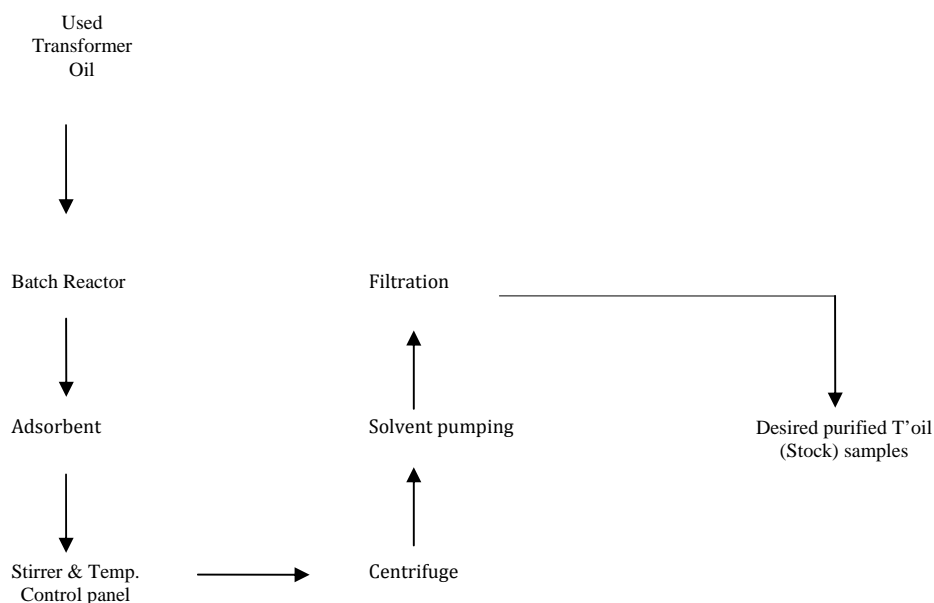 Used
Transformer
Oil
Batch Reactor
Adsorbent
Stirrer & Temp.
Control panel
Centrifuge
Solvent pumping
Filtration
Desired purified T’oil
(Stock) samples